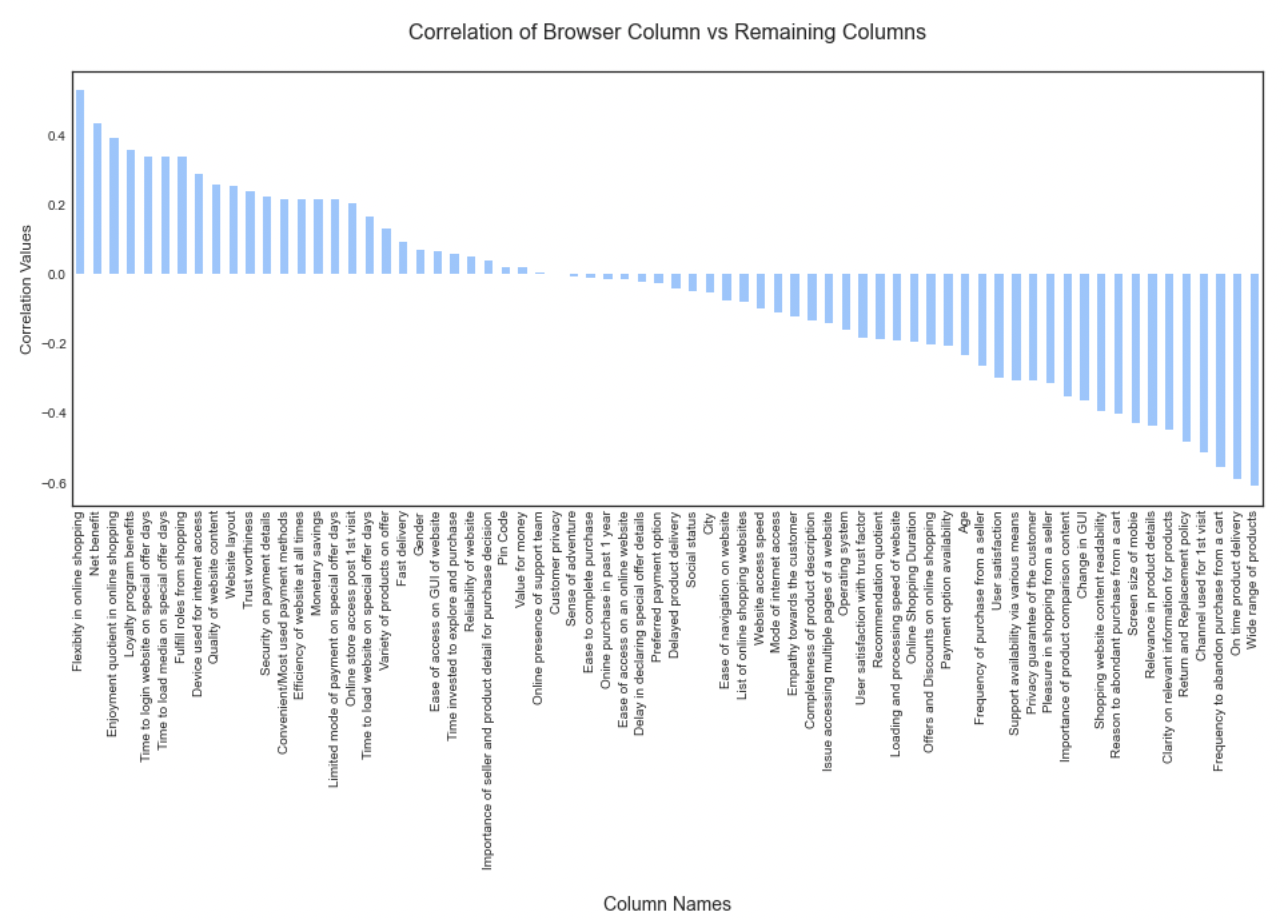 Correlation of Browser Column vs Remaining Columns
Correlation Values
0.4
0.2
0.0
−0.2
−0.4
−0.6
Flexibity in online shopping
Net benefit
Enjoyment quotient in online shopping
Loyalty program benefits
Time to login website on special offer days
Time to load media on special offer days
Fulfill roles from shopping
Device used for internet access
Quality of website content
Website layout
Trust worthiness
Security on payment details
Convenient/Most used payment methods
Efficiency of website at all times
Monetary savings
Limited mode of payment on special offer days
Online store access post 1st visit
Time to load website on special offer days
Variety of products on offer
Fast delivery
Gender
Ease of access on GUI of website
Time invested to explore and purchase
Reliability of website
Importance of seller and product detail for purchase decision
Pin Code
Value for money
Online presence of support team
Customer privacy
Sense of adventure
Ease to complete purchase
Onine purchase in past 1 year
Ease of access on an online website
Delay in declaring special offer details
Preferred payment option
Delayed product delivery
Social status
City
Ease of navigation on website
List of online shopping websites
Website access speed
Mode of internet access
Empathy towards the customer
Completeness of product description
Issue accessing multiple pages of a website
Operating system
User satisfaction with trust factor
Recommendation quotient
Loading and processing speed of website
Online Shopping Duration
Offers and Discounts on online shopping
Payment option availability
Age
Frequency of purchase from a seller
User satisfaction
Support availability via various means
Privacy guarantee of the customer
Pleasure in shopping from a seller
Importance of product comparison content
Change in GUI
Shopping website content readability
Reason to abondant purchase from a cart
Screen size of mobie
Relevance in product details
Clarity on relevant information for products
Return and Replacement policy
Channel used for 1st visit
Frequency to abandon purchase from a cart
On time product delivery
Wide range of products
Column Names